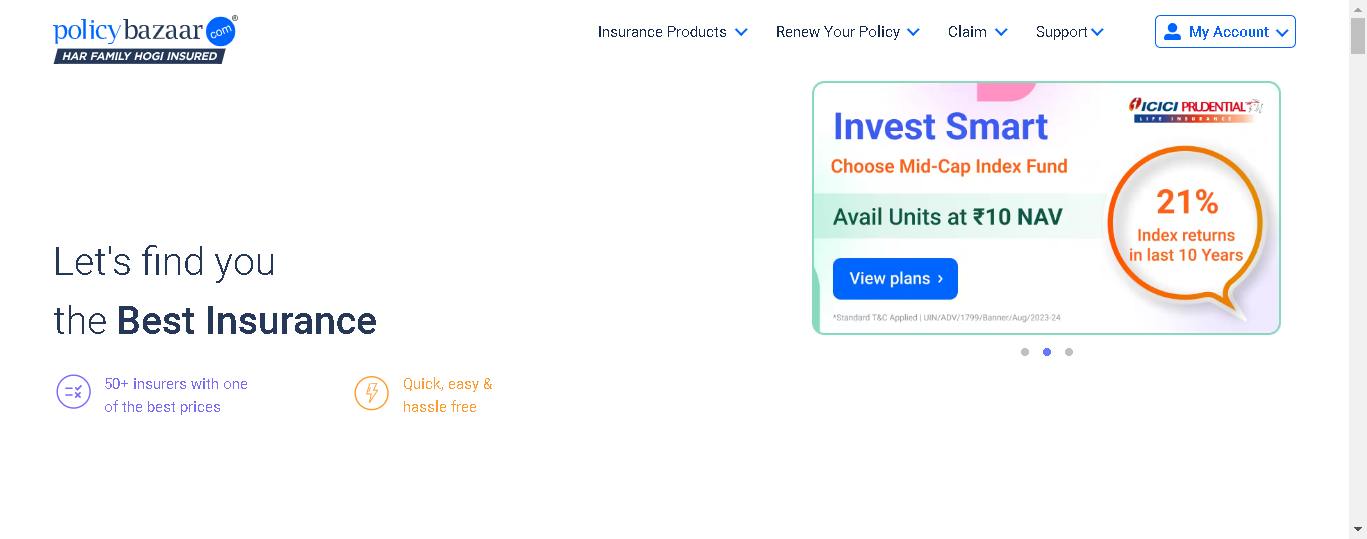 policybazaar.com®
HAR FAMILY HOGI INSURED
Insurance Products
Renew Your Policy
Claim
Support
My Account
Invest Smart
Choose Mid-Cap Index Fund
Avail Units at ₹10 NAV
View plans ›
*Standard T&C Applied | UIN/ADV/1799/Banner/Aug/2023-24
ICICI PRUDENTIAL
LIFE INSURANCE
21%
Index returns
in last 10 Years
Let's find you
the Best Insurance
50+ insurers with one
of the best prices
Quick, easy &
hassle free